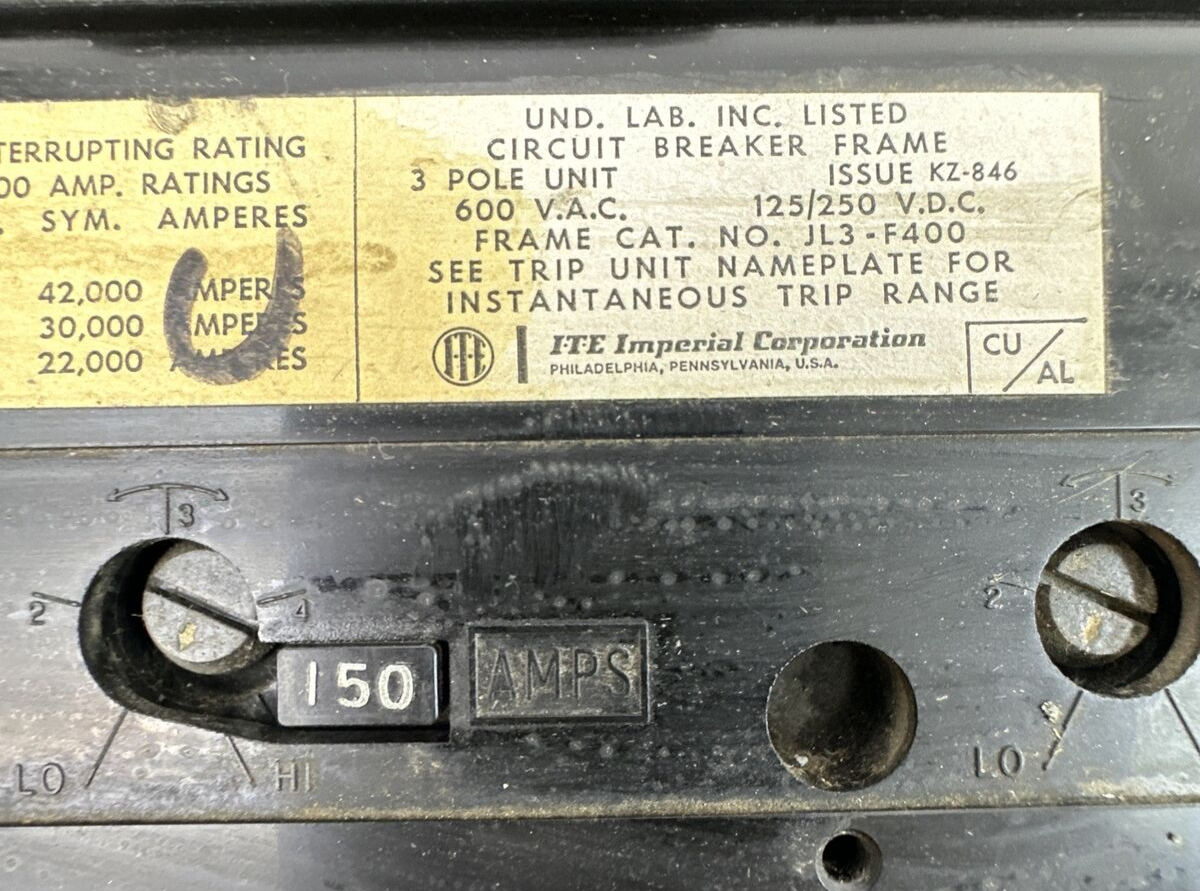 TERRUPTING RATING
00 AMP. RATINGS
. SYM. AMPERES
42,000 AMPERES
30,000 AMPERES
22,000 AMPERES
UND. LAB. INC. LISTED
CIRCUIT BREAKER FRAME
3 POLE UNIT ISSUE KZ-846
600 V.A.C. 125/250 V.D.C.
FRAME CAT. NO. JL3-F400
SEE TRIP UNIT NAMEPLATE FOR
INSTANTANEOUS TRIP RANGE
ITE I-T-E Imperial Corporation
PHILADELPHIA, PENNSYLVANIA, U.S.A.
CU/AL
3
2 4
150 AMPS
LO HI
3
2
LO